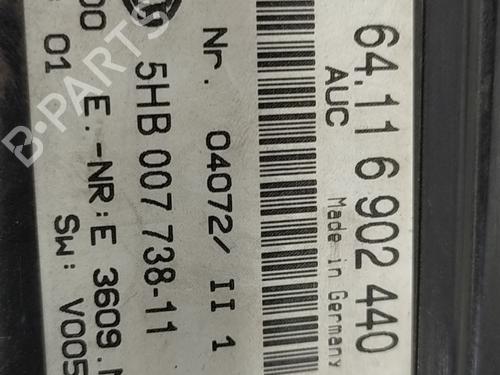 64.11 6 902 440
AUC
Made in Germany
Nr. 04072/ II 1
5HB 007 738-11
00 E.-NR:E 3609.
01 SW: V005
B-PARTS